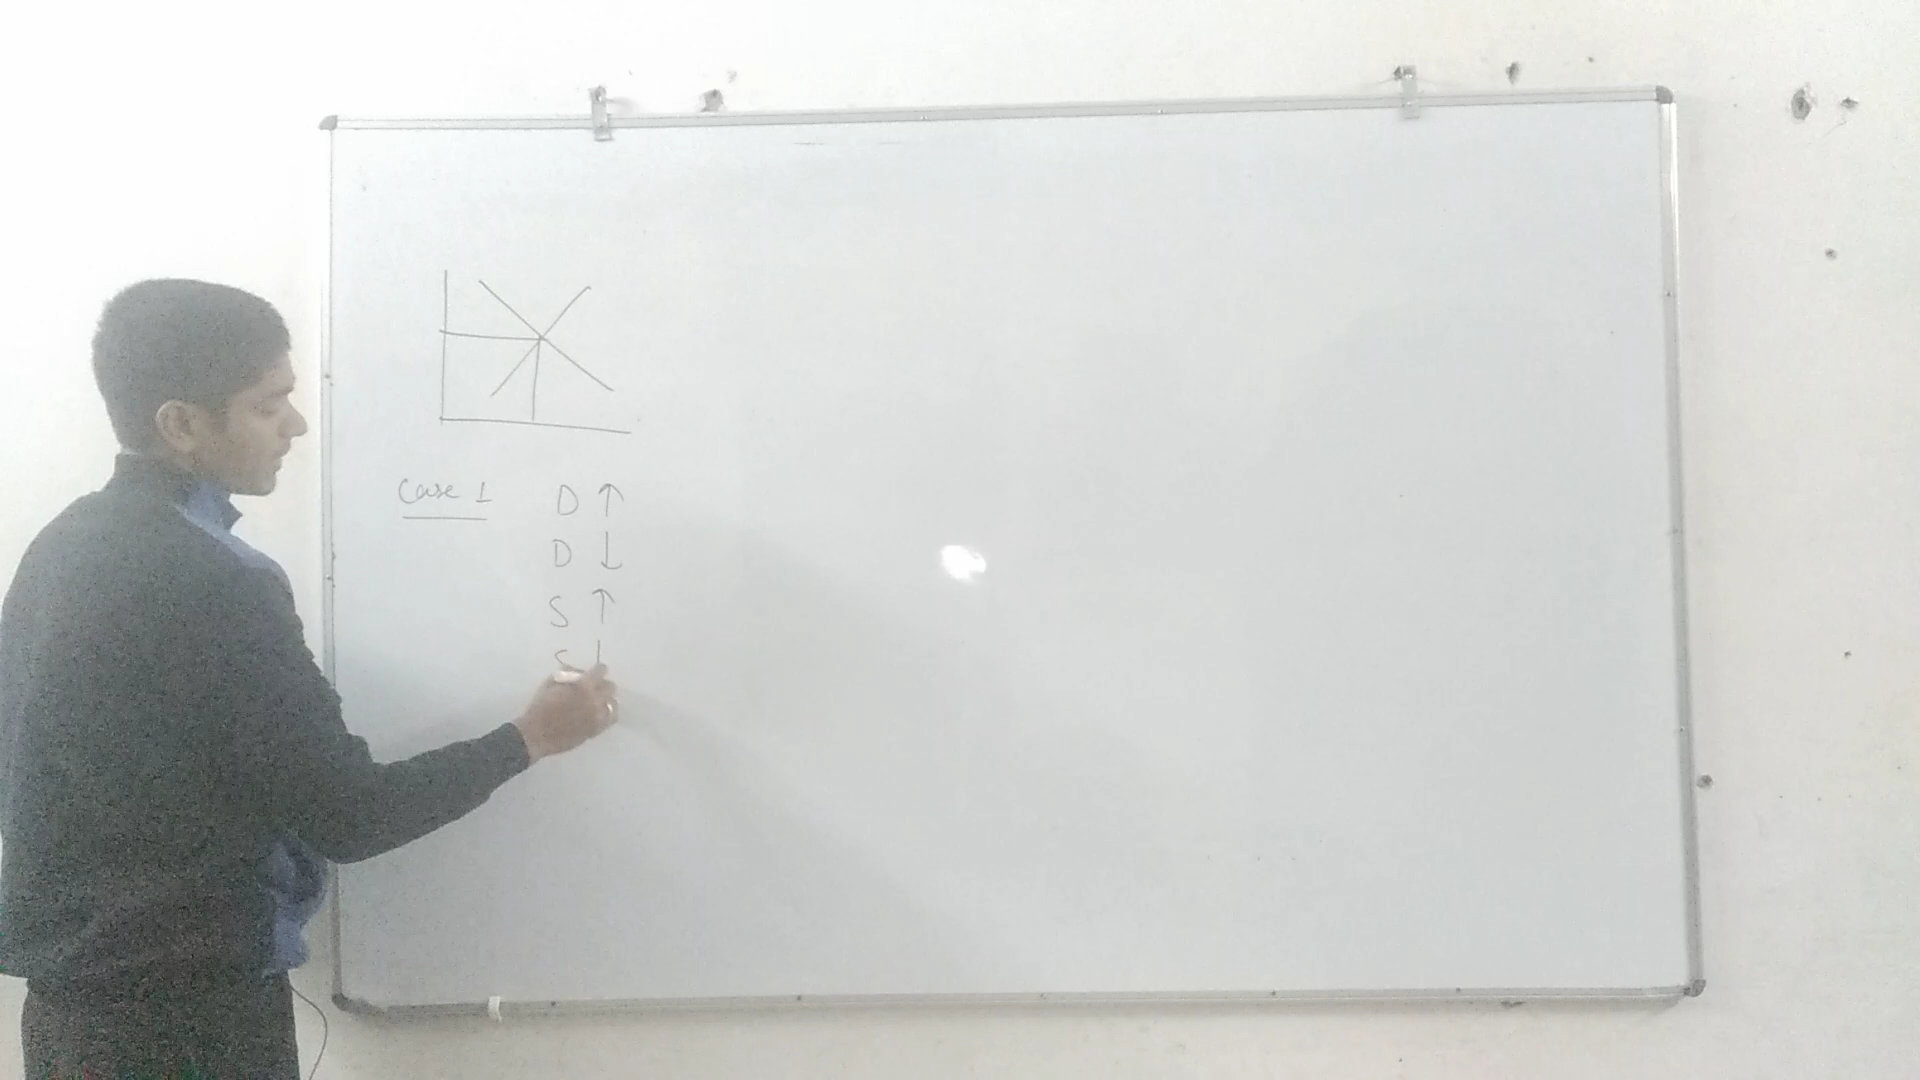 Case 1 D ↑
D ↓
S ↑
S